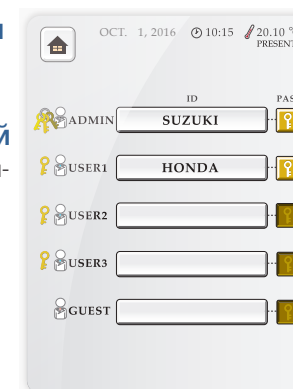 и
й
-
OCT. 1, 2016 10:15 20.10 °
PRESENT
ID PAS
ADMIN SUZUKI
USER1 HONDA
USER2
USER3
GUEST